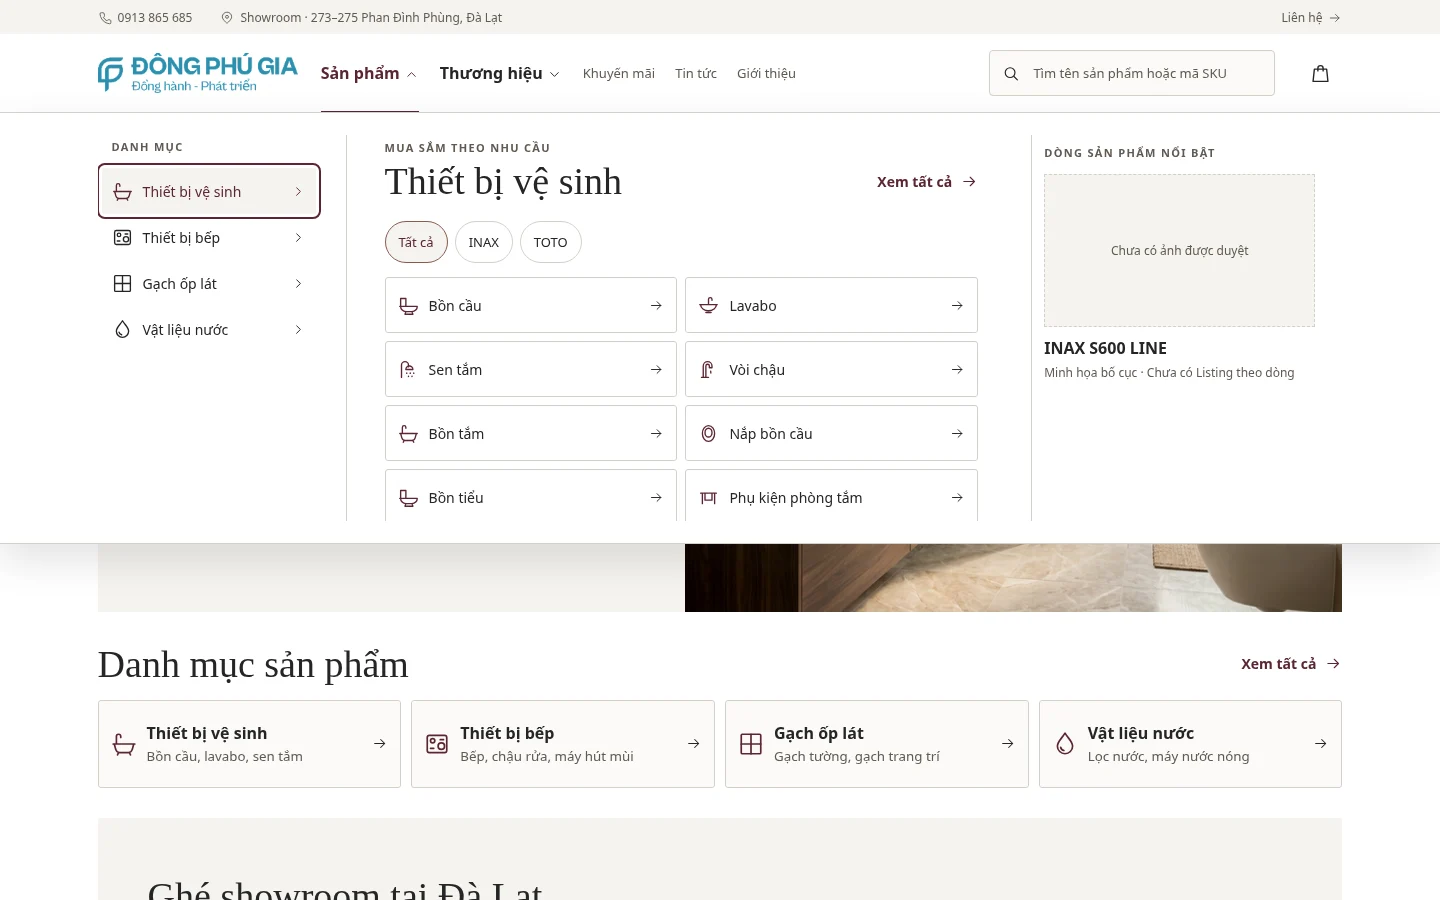 0913 865 685
Showroom · 273–275 Phan Đình Phùng, Đà Lạt
Liên hệ
ĐỒNG PHÚ GIA
Đồng hành - Phát triển
Sản phẩm
Thương hiệu
Khuyến mãi
Tin tức
Giới thiệu
Tìm tên sản phẩm hoặc mã SKU
DANH MỤC
Thiết bị vệ sinh
Thiết bị bếp
Gạch ốp lát
Vật liệu nước
MUA SẮM THEO NHU CẦU
Thiết bị vệ sinh
Xem tất cả
Tất cả
INAX
TOTO
Bồn cầu
Lavabo
Sen tắm
Vòi chậu
Bồn tắm
Nắp bồn cầu
Bồn tiểu
Phụ kiện phòng tắm
DÒNG SẢN PHẨM NỔI BẬT
Chưa có ảnh được duyệt
INAX S600 LINE
Minh họa bố cục · Chưa có Listing theo dòng
Danh mục sản phẩm
Xem tất cả
Thiết bị vệ sinh
Bồn cầu, lavabo, sen tắm
Thiết bị bếp
Bếp, chậu rửa, máy hút mùi
Gạch ốp lát
Gạch tường, gạch trang trí
Vật liệu nước
Lọc nước, máy nước nóng
Ghé showroom tại Đà Lạt